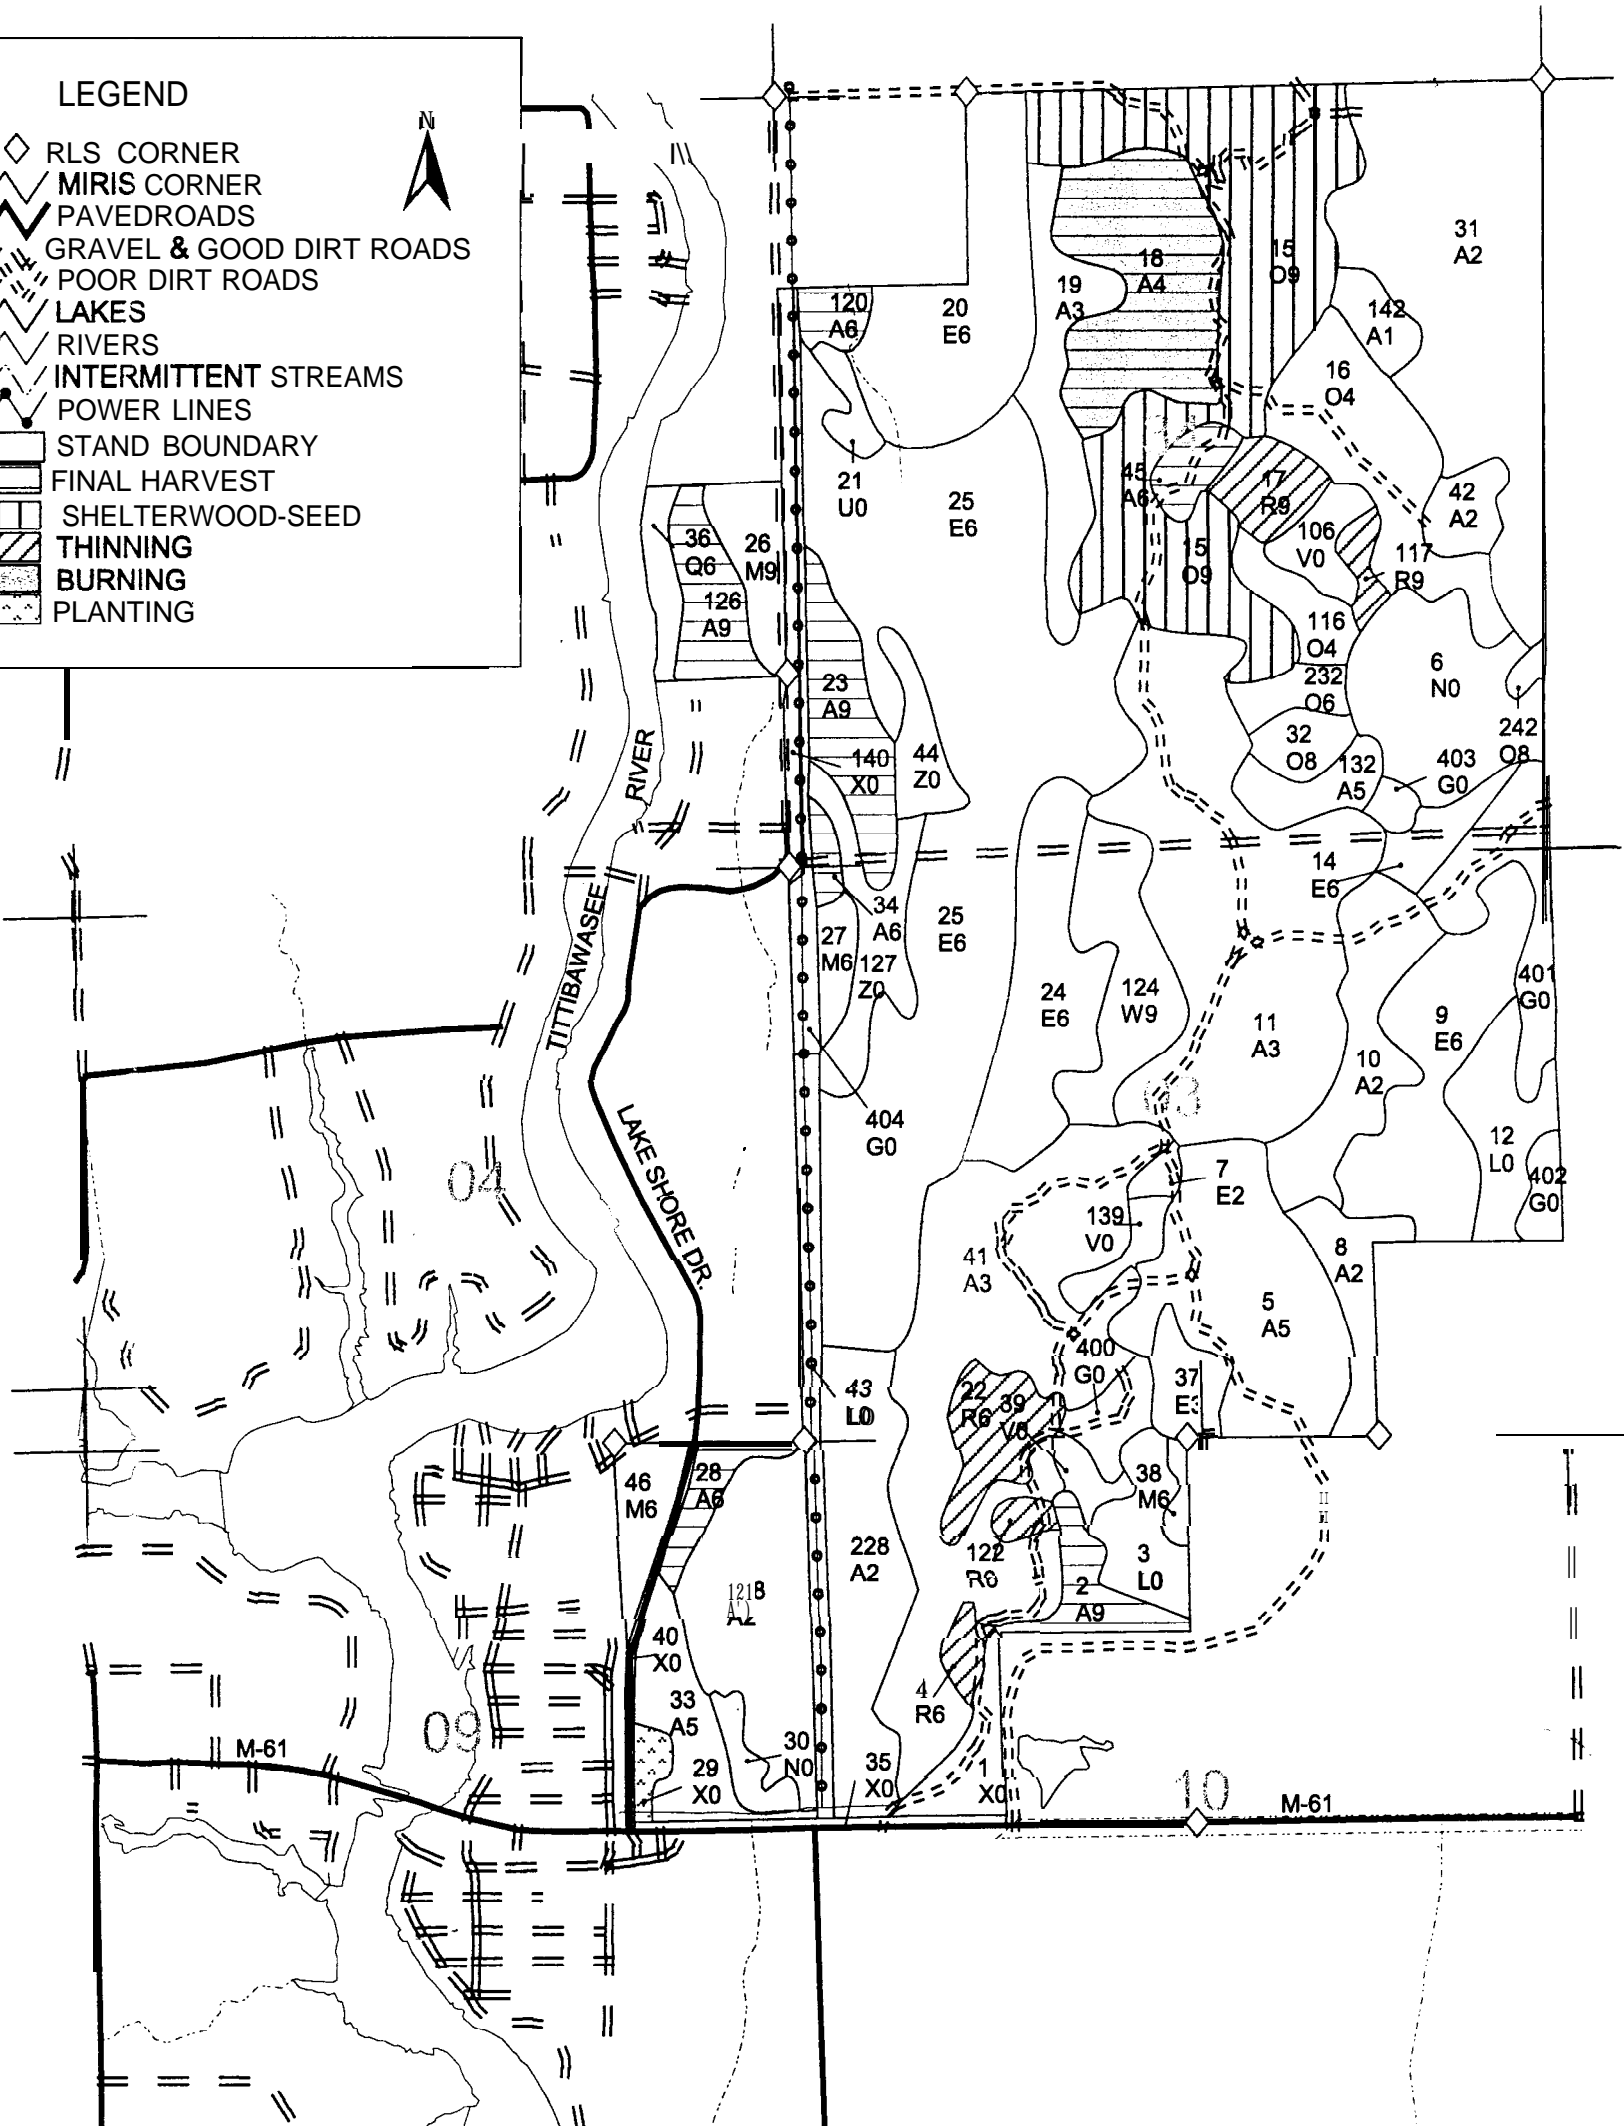 LEGEND
N
RLS CORNER
MIRIS CORNER
PAVEDROADS
GRAVEL & GOOD DIRT ROADS
POOR DIRT ROADS
LAKES
RIVERS
INTERMITTENT STREAMS
POWER LINES
STAND BOUNDARY
FINAL HARVEST
SHELTERWOOD-SEED
THINNING
BURNING
PLANTING
31
A2
18
A4
15
O9
19
A3
120
A6
20
E6
142
A1
16
O4
21
U0
25
E6
45
A6
17
R9
42
A2
36
Q6
26
M9
106
V0
117
R9
15
O9
126
A9
116
O4
6
N0
232
O6
23
A9
242
O8
32
O8
132
A5
403
G0
140
X0
44
Z0
RIVER
14
E6
TITTIBAWASEE
34
A6
25
E6
27
M6
127
Z0
401
G0
24
E6
124
W9
11
A3
9
E6
10
A2
03
404
G0
LAKE SHORE DR.
12
L0
402
G0
04
7
E2
139
V0
41
A3
8
A2
5
A5
400
G0
37
43
L0
22
R6
39
V0
46
M6
28
A6
38
M6
228
A2
122
3
L0
2
A9
40
X0
4
R6
33
A5
09
M-61
30
N0
35
X0
29
X0
1
X0
10
M-61